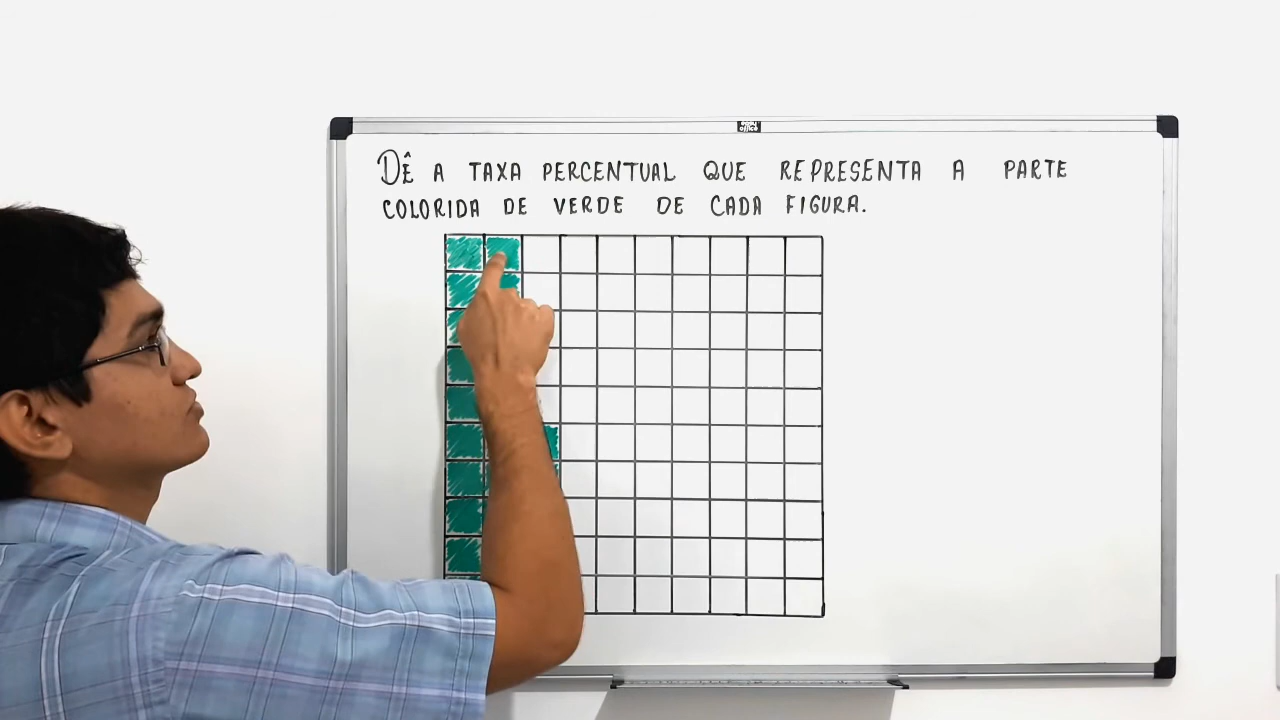 DÊ A TAXA PERCENTUAL QUE REPRESENTA A PARTE
COLORIDA DE VERDE DE CADA FIGURA.